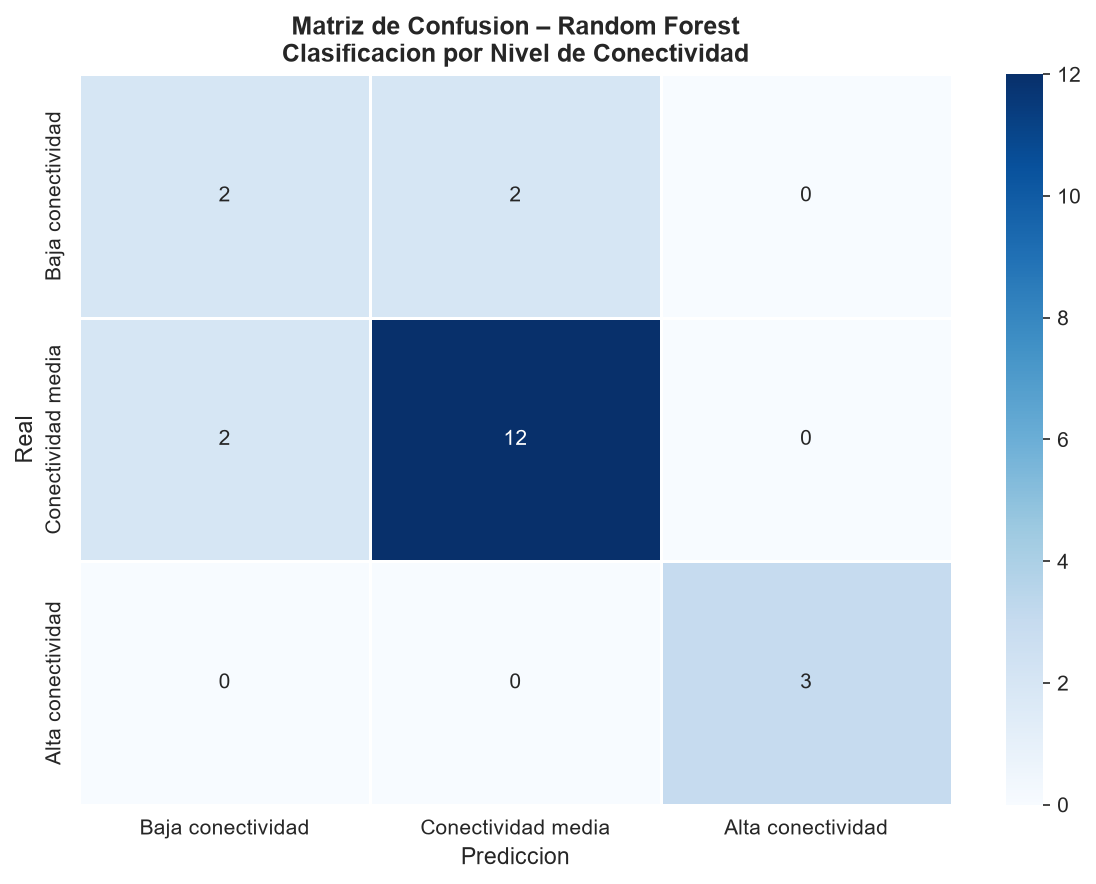 Matriz de Confusion – Random Forest
Clasificacion por Nivel de Conectividad
Real
Baja conectividad
2
2
0
Conectividad media
2
12
0
Alta conectividad
0
0
3
Baja conectividad
Conectividad media
Alta conectividad
Prediccion
12
10
8
6
4
2
0